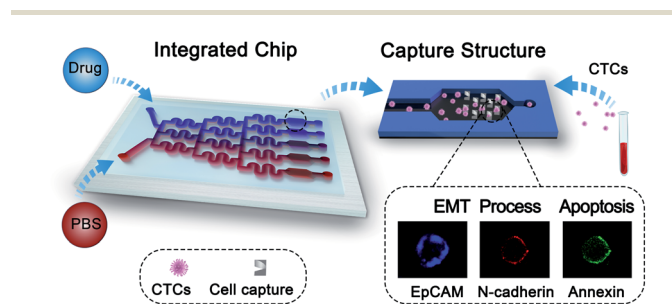 Integrated Chip
Capture Structure
Drug
CTCs
PBS
EMT Process Apoptosis
EpCAM N-cadherin Annexin
CTCs Cell capture